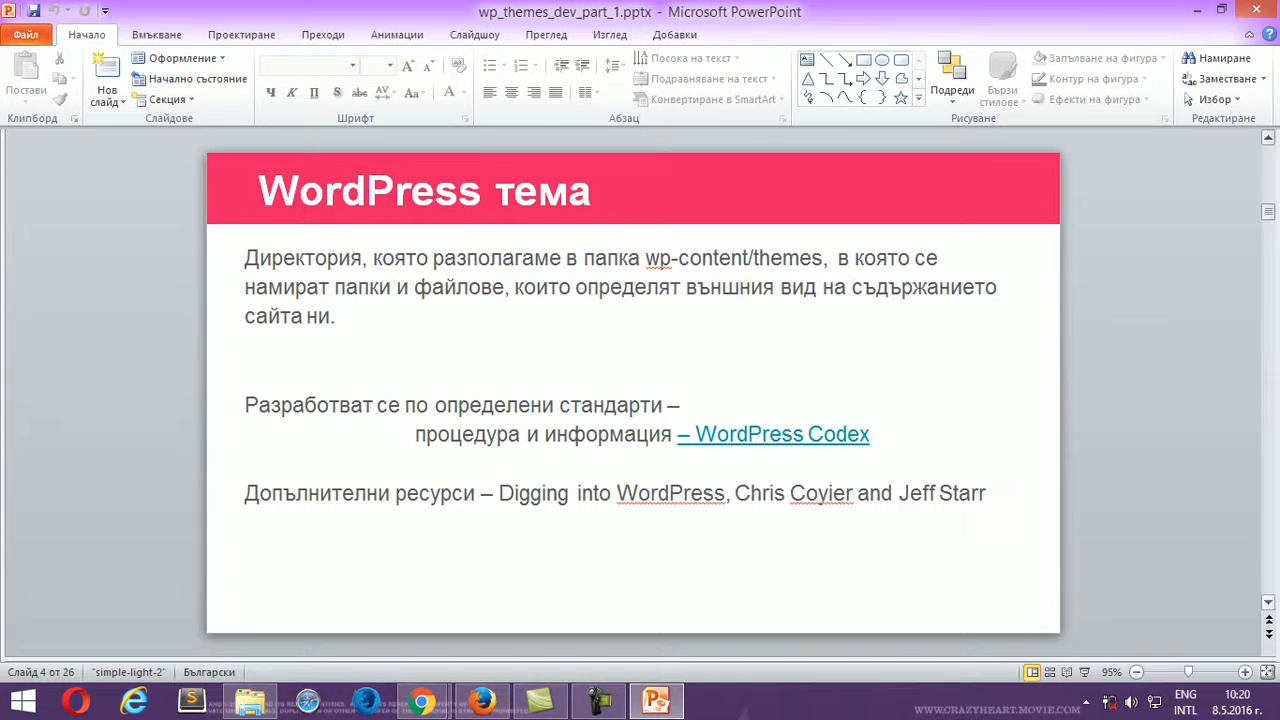 wp_themes_dev_part_1.pptx - Microsoft PowerPoint
Файл Начало Вмъкване Проектиране Преходи Анимации Слайдшоу Преглед Изглед Добавки
Постави
Нов слайд
Оформление
Начално състояние
Секция
Посока на текст
Подравняване на текст
Конвертиране в SmartArt
Подреди
Бързи стилове
Запълване на фигура
Контур на фигура
Ефекти на фигура
Намиране
Заместване
Избор
Клипборд Слайдове Шрифт Абзац Рисуване Редактиране
WordPress тема
Директория, която разполагаме в папка wp-content/themes, в която се
намират папки и файлове, които определят външния вид на съдържанието
сайта ни.
Разработват се по определени стандарти –
процедура и информация – WordPress Codex
Допълнителни ресурси – Digging into WordPress, Chris Coyier and Jeff Starr
Слайд 4 от 26 "simple-light-2" Български 95%
ENG 10:20
INTL 8.5.2016 г.
WWW.CRAZYHEART.MOVIE.COM